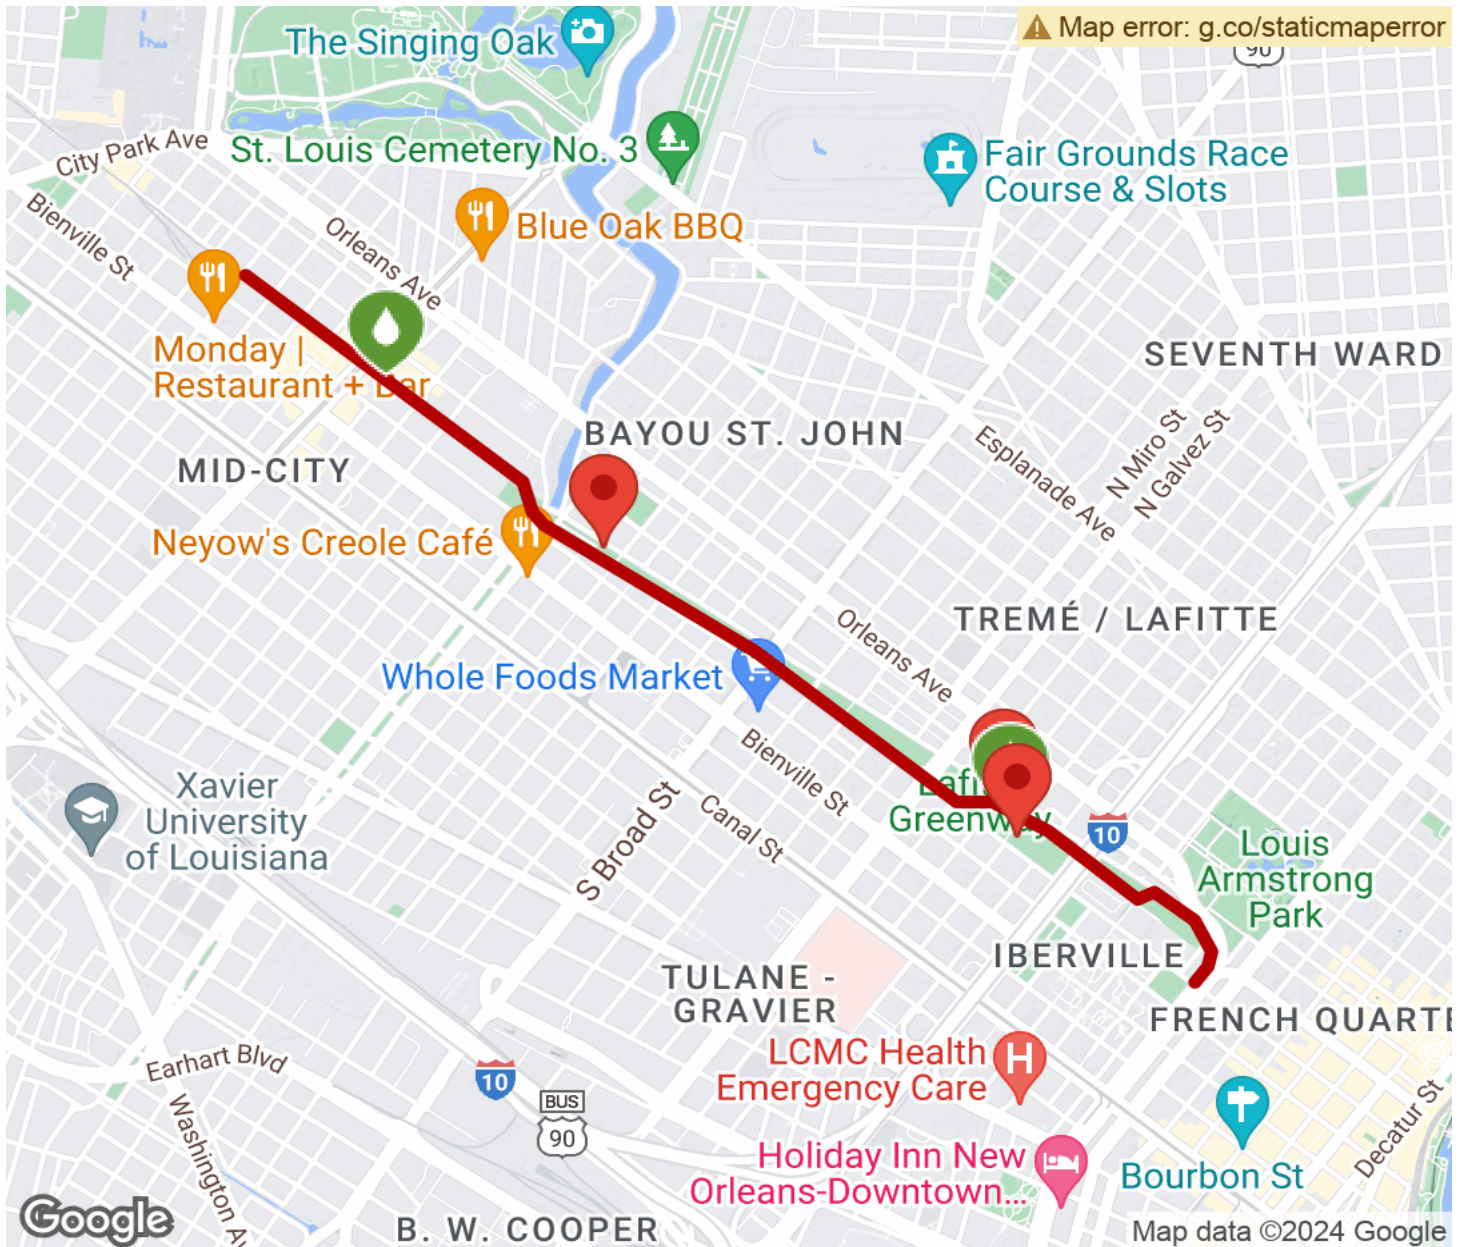 Map error: g.co/staticmaperror
The Singing Oak
90
City Park Ave
St. Louis Cemetery No. 3
Fair Grounds Race
Course & Slots
Bienville St
Orleans Ave
Blue Oak BBQ
Monday |
Restaurant + Bar
SEVENTH WARD
N Miro St
N Galvez St
BAYOU ST. JOHN
Esplanade Ave
MID-CITY
Neyow's Creole Café
TREMÉ / LAFITTE
Orleans Ave
Whole Foods Market
Bienville St
Canal St
S Broad St
Xavier
University
of Louisiana
Greenway
10
Louis
Armstrong
Park
IBERVILLE
TULANE -
GRAVIER
FRENCH QUARTE
LCMC Health
Emergency Care
Earhart Blvd
10
BUS
90
Washington Av
Holiday Inn New
Orleans-Downtown...
Bourbon St
Decatur St
B. W. COOPER
Google
Map data ©2024 Google